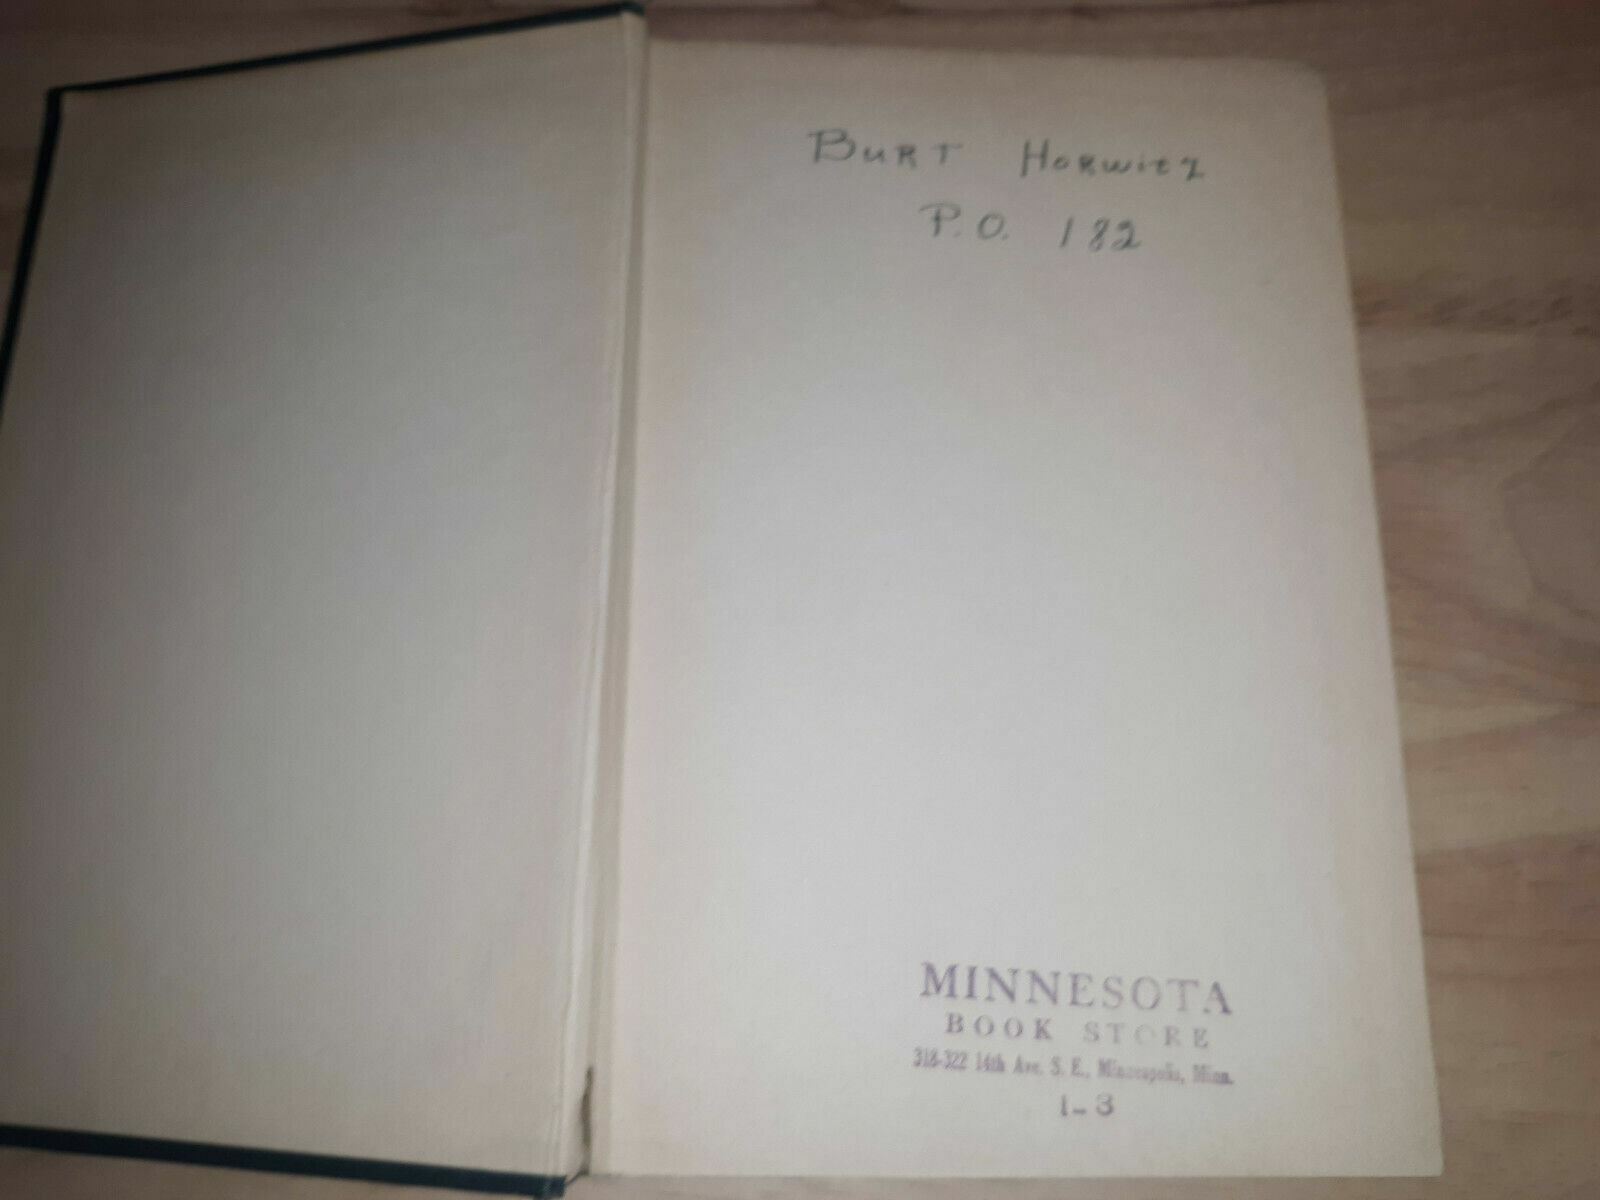 BURT HORWITZ
P.O. 182
MINNESOTA
BOOK STORE
318-322 14th Ave. S. E., Minneapolis, Minn.
1-3